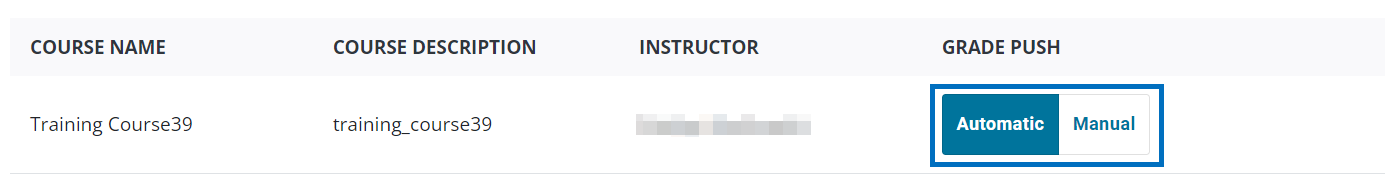 COURSE NAME COURSE DESCRIPTION INSTRUCTOR GRADE PUSH
Training Course39 training_course39 Automatic Manual